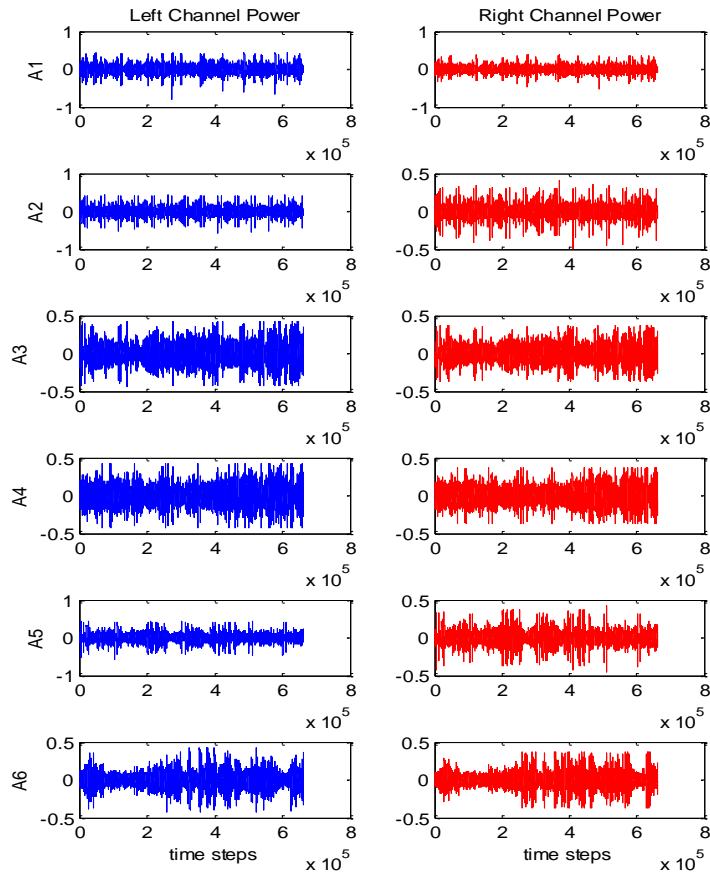 Left Channel Power Right Channel Power
A1 1 0 -1 1 0 -1
0 2 4 6 8 0 2 4 6 8
x 10^5 x 10^5
A2 1 0 -1 0.5 0 -0.5
0 2 4 6 8 0 2 4 6 8
x 10^5 x 10^5
A3 0.5 0 -0.5 0.5 0 -0.5
0 2 4 6 8 0 2 4 6 8
x 10^5 x 10^5
A4 0.5 0 -0.5 0.5 0 -0.5
0 2 4 6 8 0 2 4 6 8
x 10^5 x 10^5
A5 1 0 -1 0.5 0 -0.5
0 2 4 6 8 0 2 4 6 8
x 10^5 x 10^5
A6 0.5 0 -0.5 0.5 0 -0.5
0 2 4 6 8 0 2 4 6 8
time steps x 10^5 time steps x 10^5